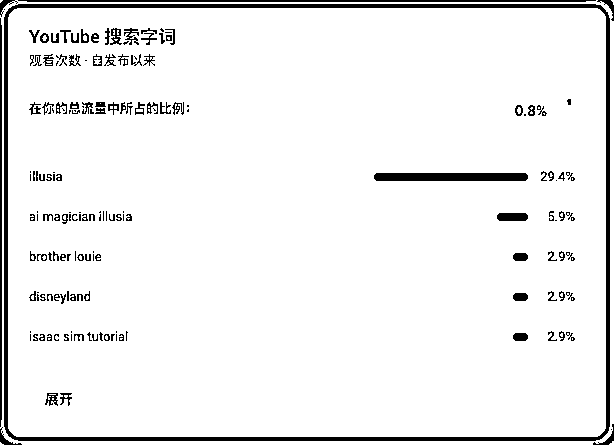 YouTube 搜索字词
观看次数 · 自发布以来
在你的总流量中所占的比例： 0.8%
illusia 29.4%
ai magician illusia 5.9%
brother louie 2.9%
disneyland 2.9%
isaac sim tutorial 2.9%
展开